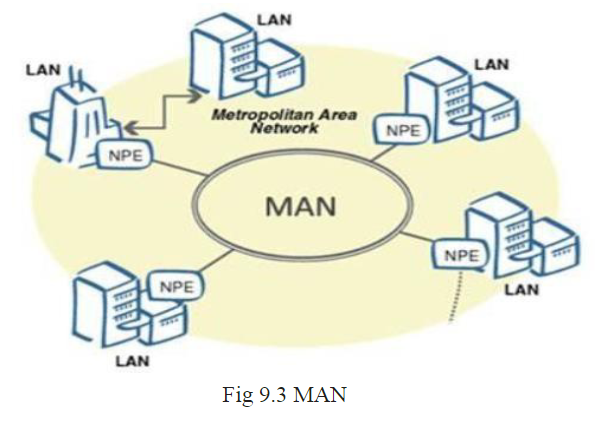 LAN
LAN
LAN
Metropolitan Area
Network
NPE
NPE
MAN
NPE
NPE
LAN
LAN
Fig 9.3 MAN